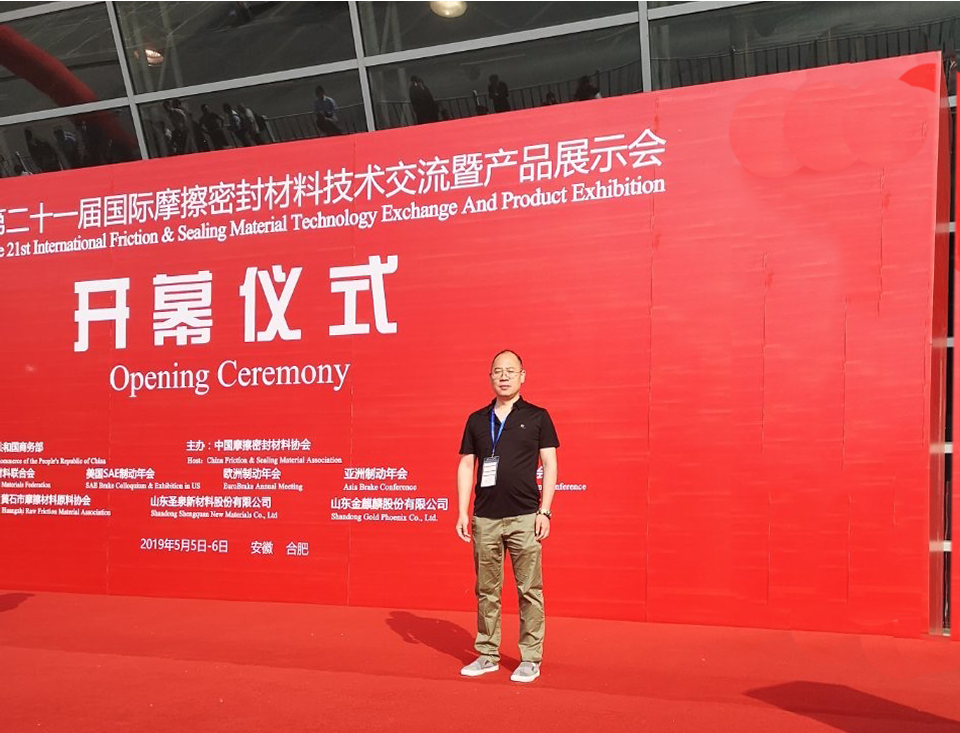 第二十一届国际摩擦密封材料技术交流暨产品展示会
e 21st International Friction & Sealing Material Technology Exchange And Product Exhibition
开幕仪式
Opening Ceremony
和国商务部
ommerce of the People's Republic of China
主办：中国摩擦密封材料协会
Host: China Friction & Sealing Material Association
材料联合会
Materials Federation
美国SAE制动年会
SAE Brake Colloquium & Exhibition in US
欧洲制动年会
EuroBrake Annual Meeting
亚洲制动年会
Asia Brake Conference
Conference
黄石市摩擦材料原料协会
Huangshi Raw Friction Material Association
山东圣泉新材料股份有限公司
Shandong Shengquan New Materials Co., Ltd
山东金麒麟股份有限公司
Shandong Gold Phoenix Co., Ltd.
2019年5月5日-6日 安徽 合肥